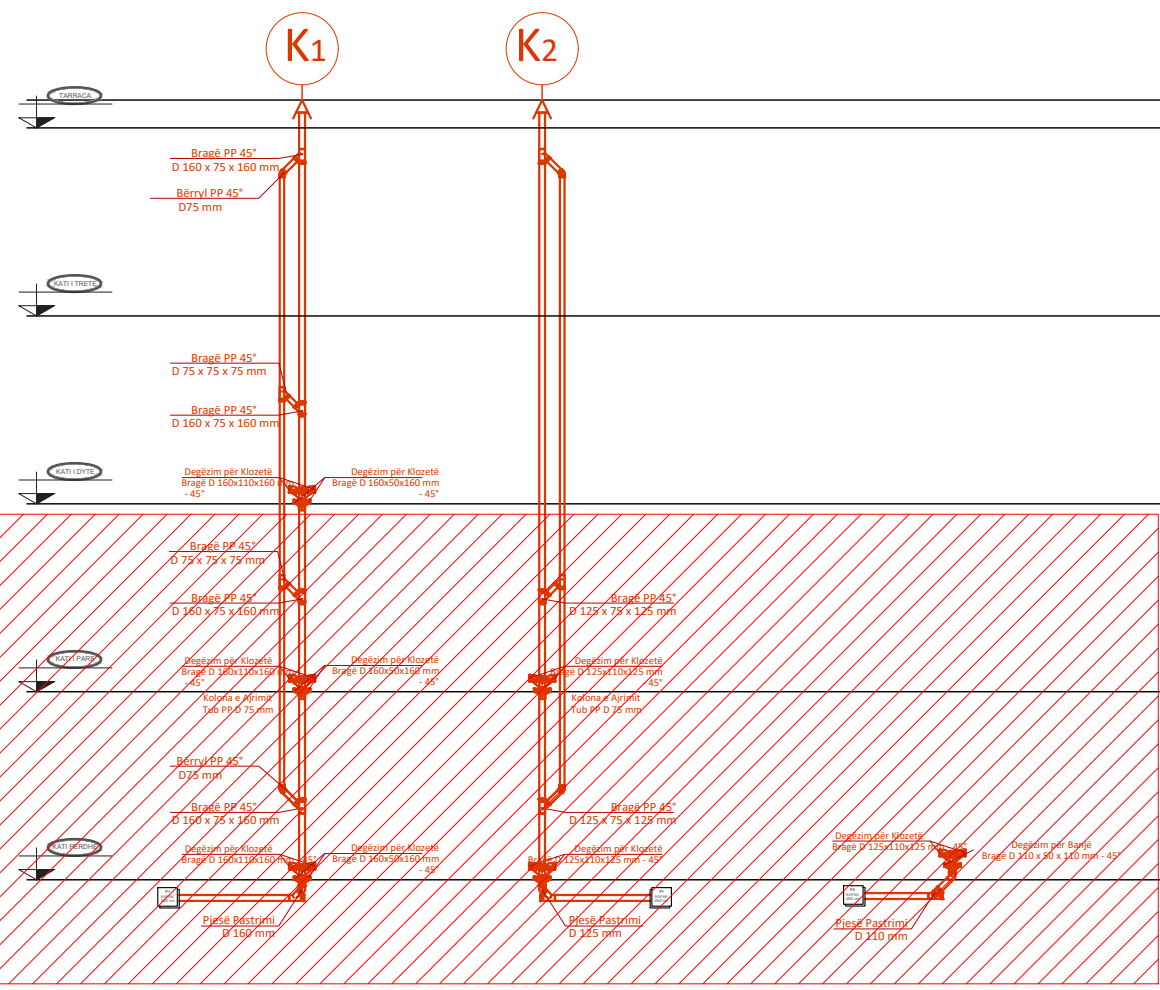 K1
K2
TARRACA
Bragë PP 45°
D 160 x 75 x 160 mm
Bërryl PP 45°
D75 mm
KATI I TRETË
Bragë PP 45°
D 75 x 75 x 75 mm
Bragë PP 45°
D 160 x 75 x 160 mm
KATI I DYTË
Degëzim për Klozetë
Bragë D 160x110x160 mm
- 45°
Degëzim për Klozetë
Bragë D 160x50x160 mm
- 45°
Bragë PP 45°
D 75 x 75 x 75 mm
Bragë PP 45°
D 160 x 75 x 160 mm
Bragë PP 45°
D 125 x 75 x 125 mm
KATI I PARË
Degëzim për Klozetë
Bragë D 160x110x160 mm
- 45°
Degëzim për Klozetë
Bragë D 160x50x160 mm
- 45°
Degëzim për Klozetë
Bragë D 125x110x125 mm
- 45°
Kolona e Ajrimit
Tub PP D 75 mm
Kolona e Ajrimit
Tub PP D 75 mm
Bërryl PP 45°
D75 mm
Bragë PP 45°
D 160 x 75 x 160 mm
Bragë PP 45°
D 125 x 75 x 125 mm
KATI PËRDHË
Degëzim për Klozetë
Bragë D 160x110x160 mm - 45°
Degëzim për Klozetë
Bragë D 160x50x160 mm
- 45°
Degëzim për Klozetë
Bragë D 125x110x125 mm - 45°
Degëzim për Klozetë
Bragë D 125x110x125 mm - 45°
Degëzim për Banjë
Bragë D 110 x 50 x 110 mm - 45°
Pjesë Pastrimi
D 160 mm
Pjesë Pastrimi
D 125 mm
Pjesë Pastrimi
D 110 mm